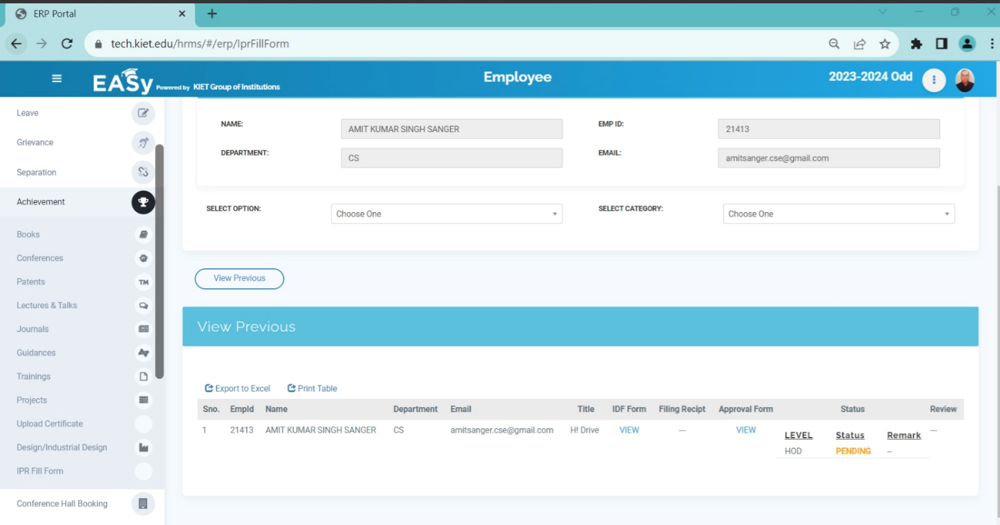 ERP Portal
tech.kiet.edu/hrms/#/erp/IprFillForm
EASy Powered by KIET Group of Institutions
Employee
2023-2024 Odd
Leave
Grievance
Separation
Achievement
Books
Conferences
Patents
TM
Lectures & Talks
Journals
Guidances
Trainings
Projects
Upload Certificate
Design/Industrial Design
IPR Fill Form
Conference Hall Booking
NAME: AMIT KUMAR SINGH SANGER EMP ID: 21413
DEPARTMENT: CS EMAIL: amitsanger.cse@gmail.com
SELECT OPTION: Choose One SELECT CATEGORY: Choose One
View Previous
View Previous
Export to Excel Print Table
Sno. EmpId Name Department Email Title IDF Form Filing Recipt Approval Form Status Review
1 21413 AMIT KUMAR SINGH SANGER CS amitsanger.cse@gmail.com H! Drive VIEW --- VIEW ---
LEVEL Status Remark
HOD PENDING --